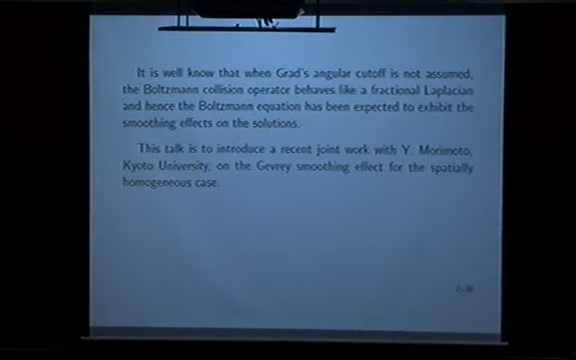 It is well know that when Grad's angular cutoff is not assumed,
the Boltzmann collision operator behaves like a fractional Laplacian
and hence the Boltzmann equation has been expected to exhibit the
smoothing effects on the solutions.
This talk is to introduce a recent joint work with Y. Morimoto,
Kyoto University, on the Gevrey smoothing effect for the spatially
homogeneous case.